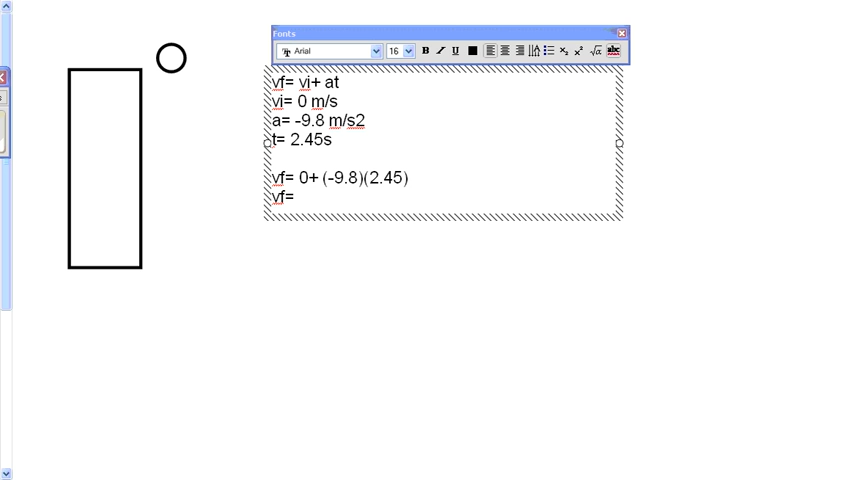 Fonts
Arial 16 B I U abc
vf= vi+ at
vi= 0 m/s
a= -9.8 m/s2
t= 2.45s
vf= 0+ (-9.8)(2.45)
vf=